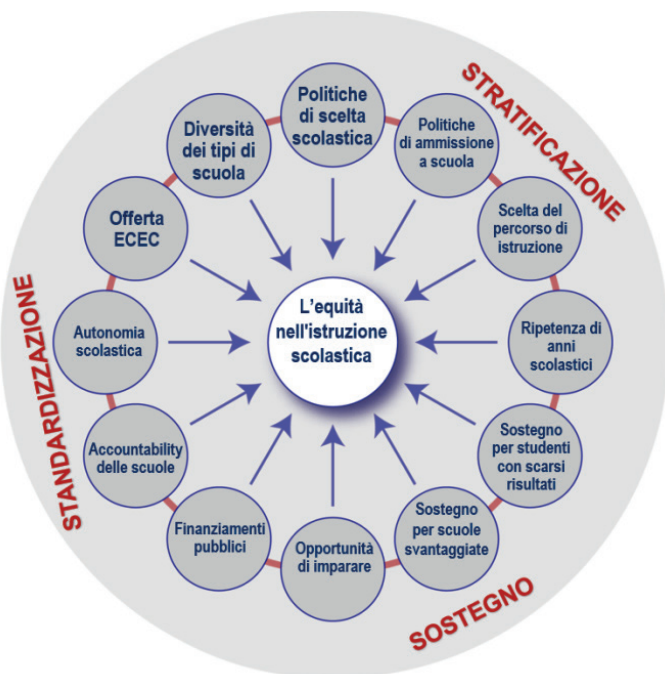 STRATIFICAZIONE
Politiche
di scelta
scolastica
Politiche
di ammissione
a scuola
Scelta del
percorso di
istruzione
Ripetenza di
anni
scolastici
Sostegno
per studenti
con scarsi
risultati
Sostegno
per scuole
svantaggiate
SOSTEGNO
Opportunità
di imparare
Finanziamenti
pubblici
Accountability
delle scuole
STANDARDIZZAZIONE
Autonomia
scolastica
Offerta
ECEC
Diversità
dei tipi di
scuola
L'equità
nell'istruzione
scolastica